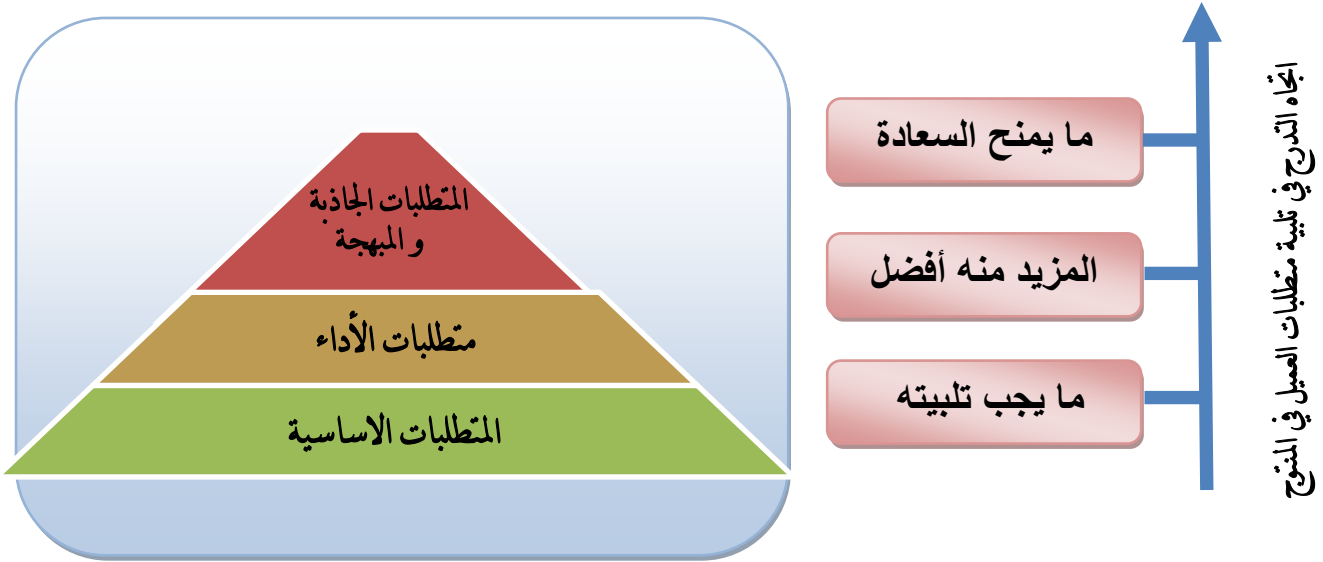 المتطلبات الجاذبة
و المبهجة
متطلبات الأداء
المتطلبات الاساسية
ما يمنح السعادة
المزيد منه أفضل
ما يجب تلبيته
اتجاه التدرج في تلبية متطلبات العميل في المنتوج